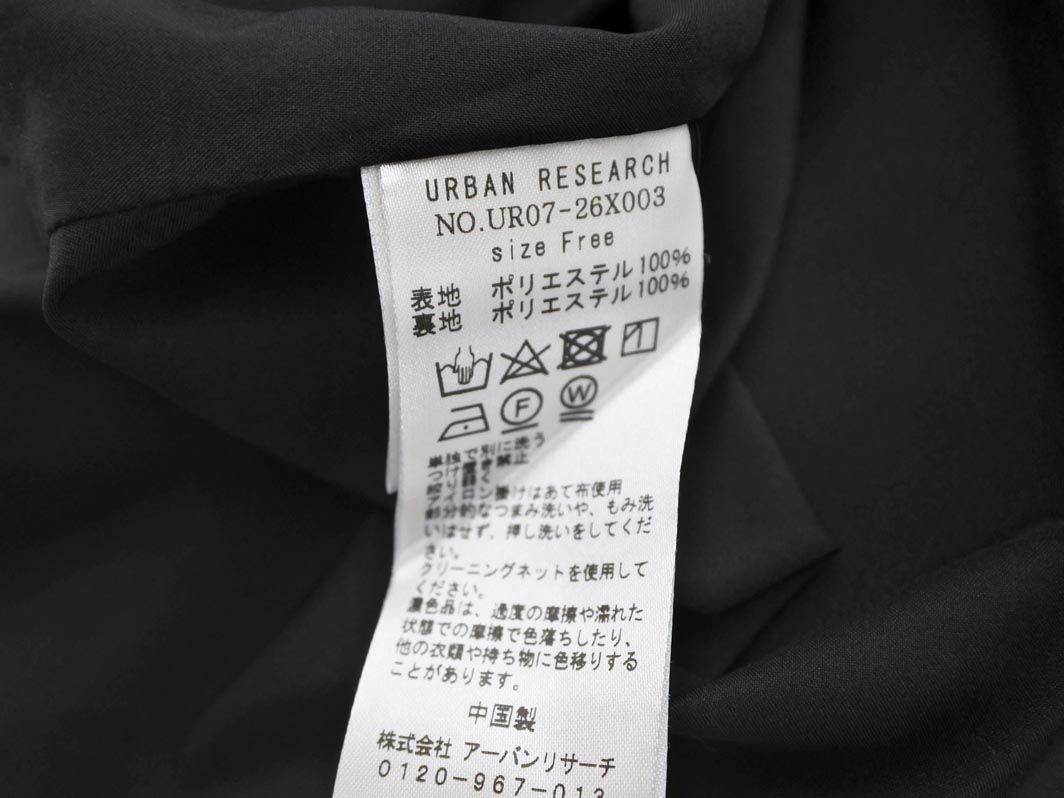 URBAN RESEARCH
NO.UR07-26X003
size Free
表地 ポリエステル100%
裏地 ポリエステル100%
F W
単独で別に洗う
つけ置き禁止
絞り弱く
アイロン掛けはあて布使用
部分的なつまみ洗いや、もみ洗
いはせず、押し洗いをしてくだ
さい。
クリーニングネットを使用して
ください。
濃色品は、過度の摩擦や濡れた
状態での摩擦で色落ちしたり、
他の衣類や持ち物に色移りする
ことがあります。
中国製
株式会社 アーバンリサーチ
0120-967-013